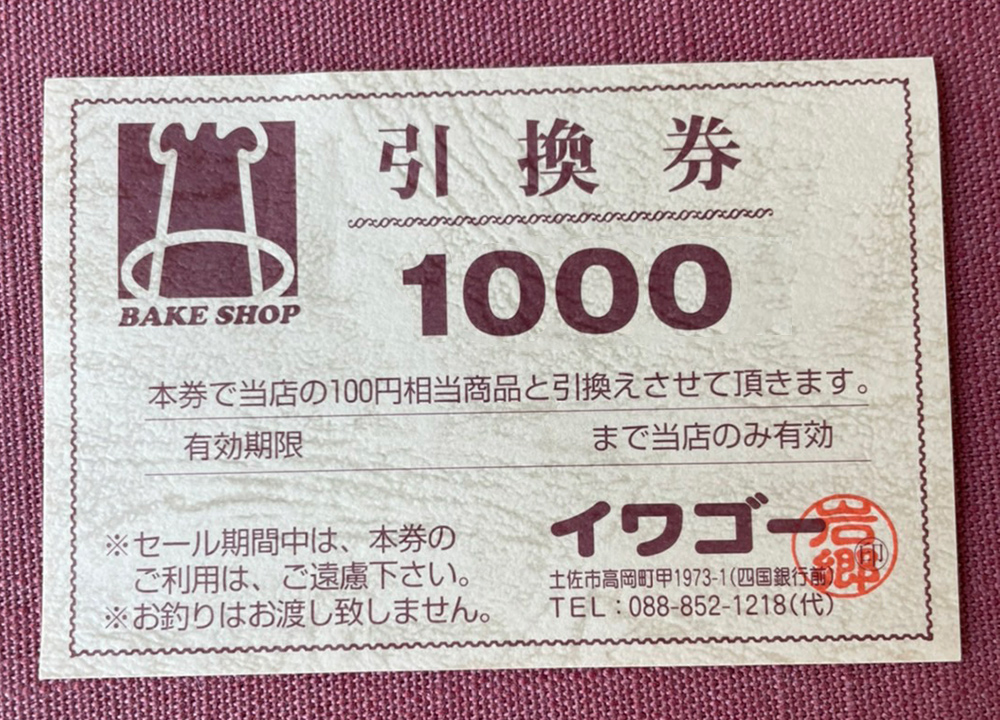 引換券
BAKE SHOP
1000
本券で当店の100円相当商品と引換えさせて頂きます。
有効期限 まで当店のみ有効
※セール期間中は、本券の
ご利用は、ご遠慮下さい。
※お釣りはお渡し致しません。
イワゴー
土佐市高岡町甲1973-1(四国銀行前)
TEL:088-852-1218(代)
岩郷
印